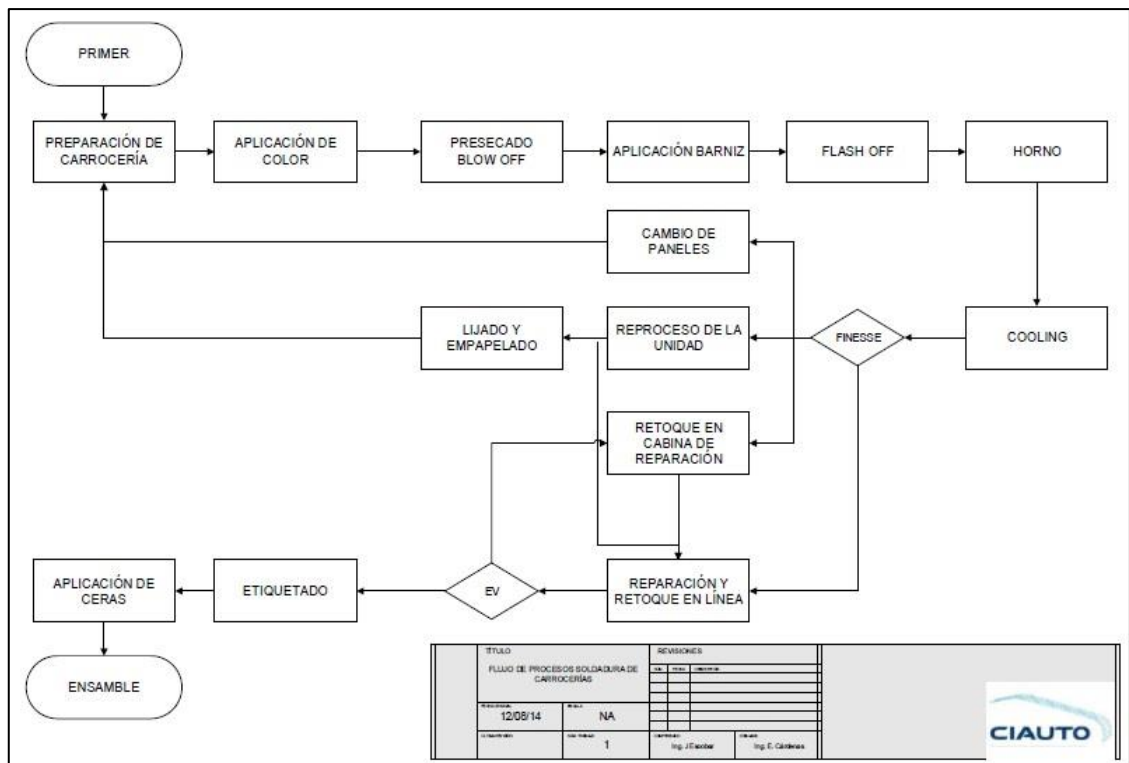 PRIMER
PREPARACIÓN DE
CARROCERÍA
APLICACIÓN DE
COLOR
PRESECADO
BLOW OFF
APLICACIÓN BARNIZ
FLASH OFF
HORNO
CAMBIO DE
PANELES
LIJADO Y
EMPAPELADO
REPROCESO DE LA
UNIDAD
FINESSE
COOLING
RETOQUE EN
CABINA DE
REPARACIÓN
APLICACIÓN DE
CERAS
ETIQUETADO
EV
REPARACIÓN Y
RETOQUE EN LÍNEA
ENSAMBLE
TÍTULO
FLUJO DE PROCESOS SOLDADURA DE
CARROCERÍAS
REVISIONES
12/08/14
NA
1
Ing. J Escobar
Ing. E. Cárdenas
CIAUTO